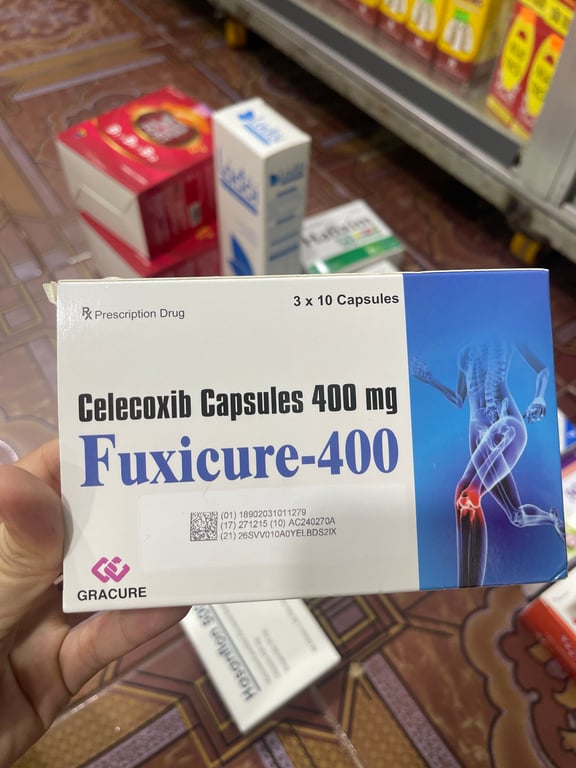 Rx Prescription Drug
3 x 10 Capsules
Celecoxib Capsules 400 mg
Fuxicure-400
(01) 18902031011279
(17) 271215 (10) AC240270A
(21) 26SVV010A0YELBDS2IX
GRACURE